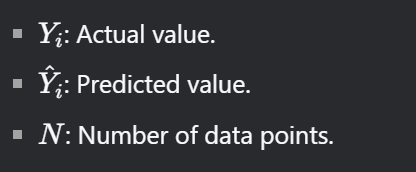 ▪ Yᵢ: Actual value.
▪ Ŷᵢ: Predicted value.
▪ N: Number of data points.